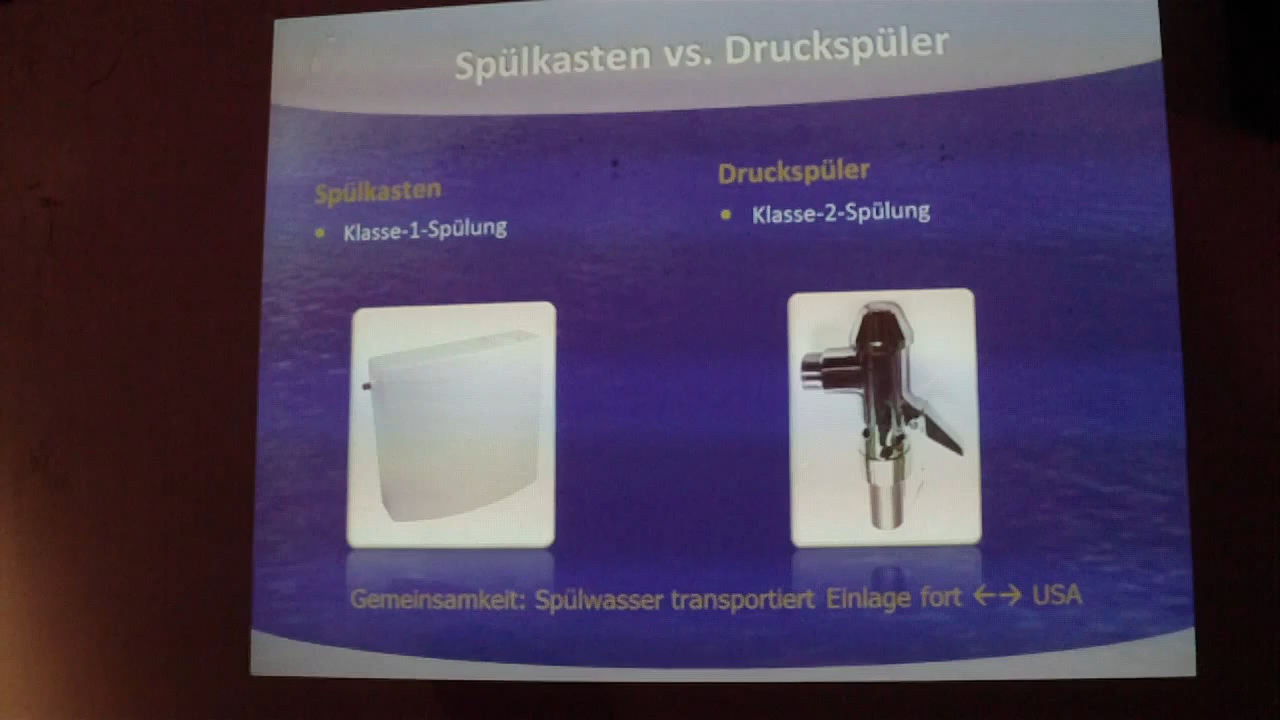 Spülkasten vs. Druckspüler
Spülkasten
• Klasse-1-Spülung
Druckspüler
• Klasse-2-Spülung
Gemeinsamkeit: Spülwasser transportiert Einlage fort ←→ USA